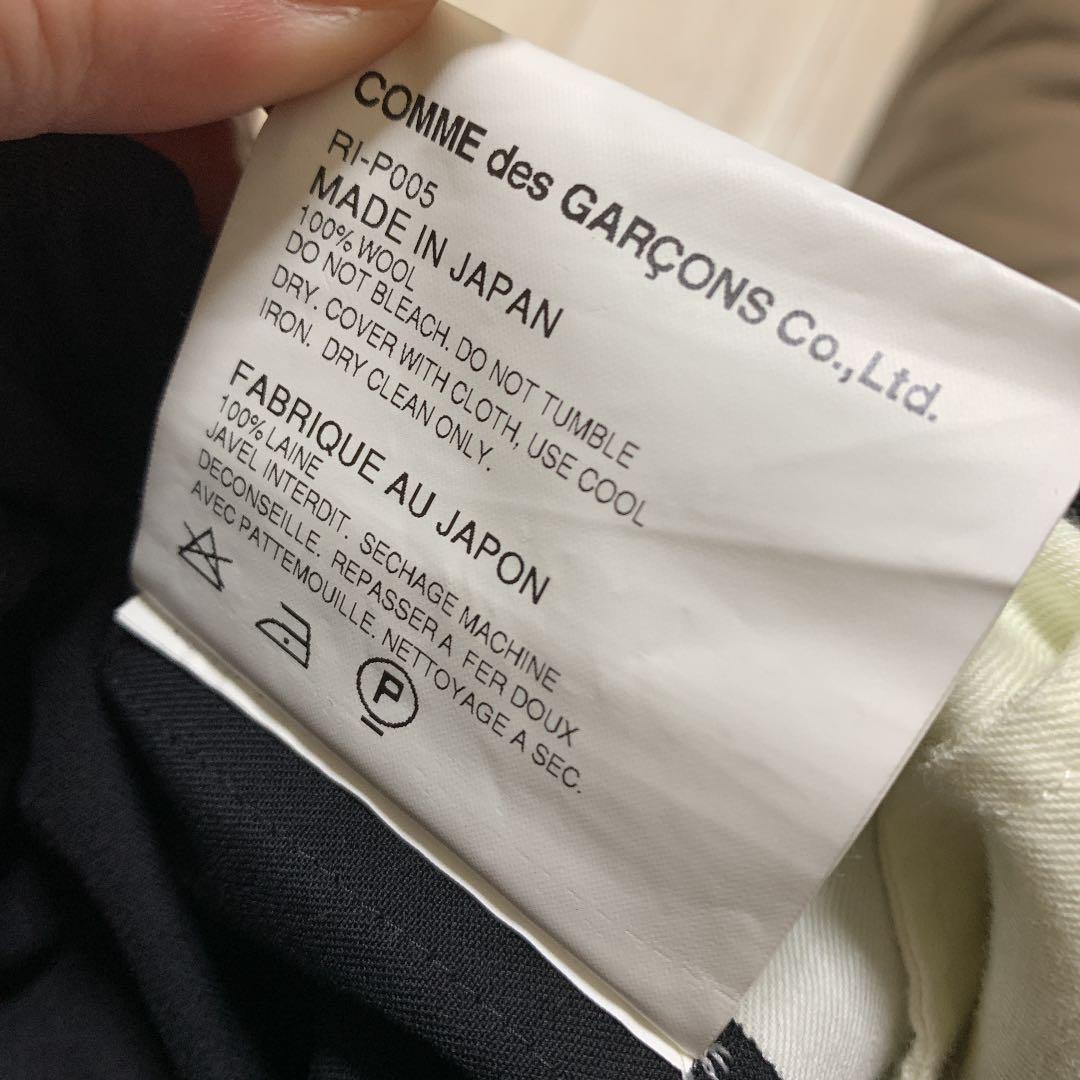 COMME des GARÇONS Co.,Ltd.
RI-P005
MADE IN JAPAN
100% WOOL
DO NOT BLEACH. DO NOT TUMBLE
DRY. COVER WITH CLOTH, USE COOL
IRON. DRY CLEAN ONLY.
FABRIQUE AU JAPON
100% LAINE
JAVEL INTERDIT. SECHAGE MACHINE
DECONSEILLE. REPASSER A FER DOUX
AVEC PATTEMOUILLE. NETTOYAGE A SEC.
P